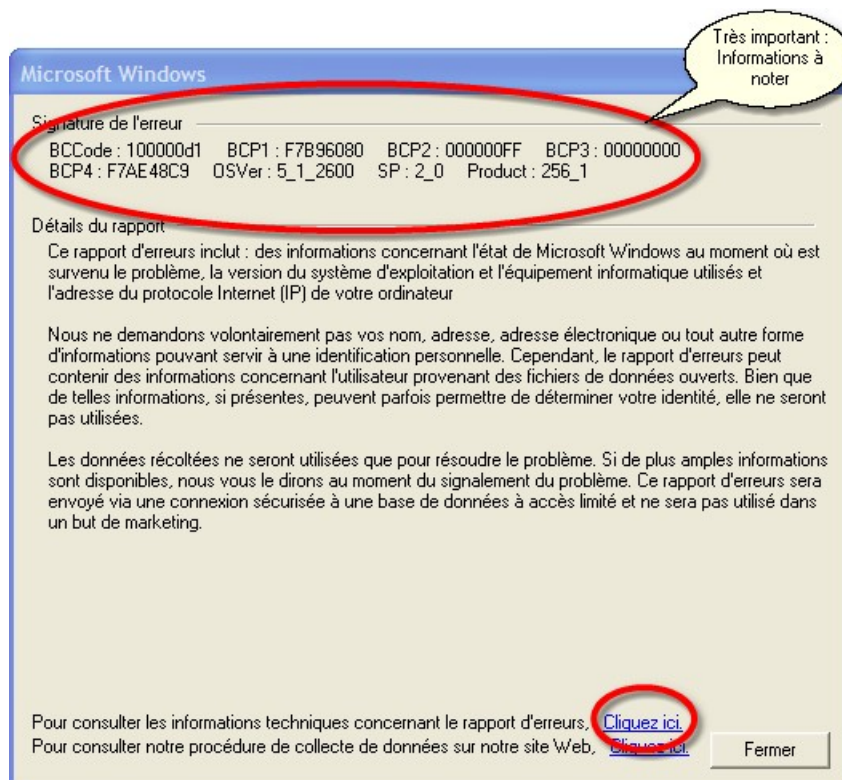 Très important :
Informations à
noter
Microsoft Windows
Signature de l'erreur
BCCode : 100000d1 BCP1 : F7B96080 BCP2 : 000000FF BCP3 : 00000000
BCP4 : F7AE48C9 OSVer : 5_1_2600 SP : 2_0 Product : 256_1
Détails du rapport
Ce rapport d'erreurs inclut : des informations concernant l'état de Microsoft Windows au moment où est
survenu le problème, la version du système d'exploitation et l'équipement informatique utilisés et
l'adresse du protocole Internet (IP) de votre ordinateur
Nous ne demandons volontairement pas vos nom, adresse, adresse électronique ou tout autre forme
d'informations pouvant servir à une identification personnelle. Cependant, le rapport d'erreurs peut
contenir des informations concernant l'utilisateur provenant des fichiers de données ouverts. Bien que
de telles informations, si présentes, peuvent parfois permettre de déterminer votre identité, elle ne seront
pas utilisées.
Les données récoltées ne seront utilisées que pour résoudre le problème. Si de plus amples informations
sont disponibles, nous vous le dirons au moment du signalement du problème. Ce rapport d'erreurs sera
envoyé via une connexion sécurisée à une base de données à accès limité et ne sera pas utilisé dans
un but de marketing.
Pour consulter les informations techniques concernant le rapport d'erreurs, Cliquez ici.
Pour consulter notre procédure de collecte de données sur notre site Web, Cliquez ici.
Fermer